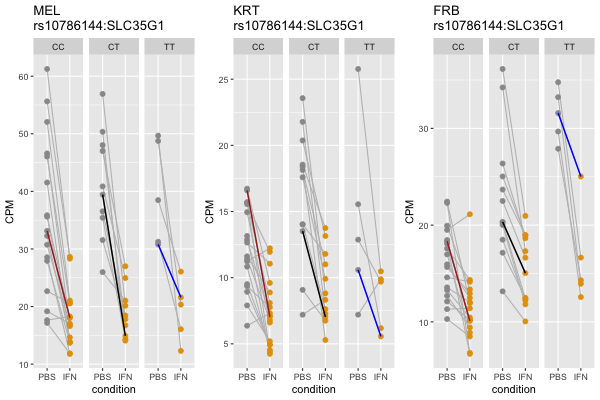 MEL
rs10786144:SLC35G1
CC CT TT
60
50
40
30
20
10
CPM
PBS IFN PBS IFN PBS IFN
condition
KRT
rs10786144:SLC35G1
CC CT TT
25
20
15
10
5
CPM
PBS IFN PBS IFN PBS IFN
condition
FRB
rs10786144:SLC35G1
CC CT TT
30
20
10
CPM
PBS IFN PBS IFN PBS IFN
condition